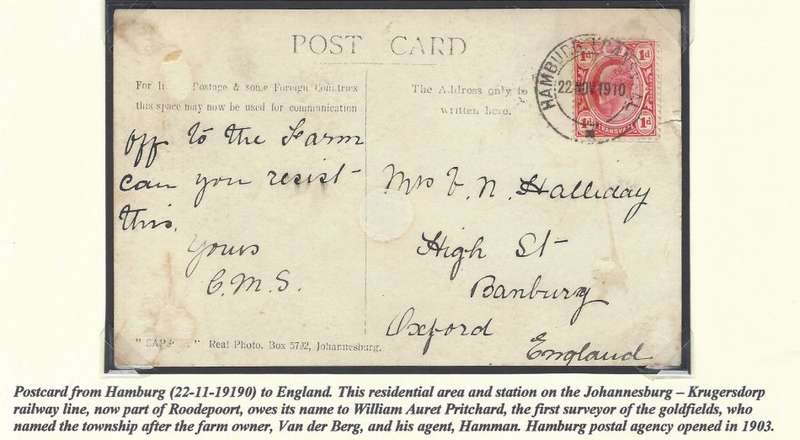 POST CARD
For In Postage & some Foreign Countries
this space may now be used for communication
The Address only to
written here.
HAMBURG
22 NOV 1910
1d 1d
TRANSVAAL
1d 1d
off to the Farm
can you resist
this.
Yours
C.M.S.
Mrs V. N. Halliday
High St
Banbury
Oxford
England
Real Photo. Box 5732, Johannesburg.
Postcard from Hamburg (22-11-19190) to England. This residential area and station on the Johannesburg – Krugersdorp
railway line, now part of Roodepoort, owes its name to William Auret Pritchard, the first surveyor of the goldfields, who
named the township after the farm owner, Van der Berg, and his agent, Hamman. Hamburg postal agency opened in 1903.